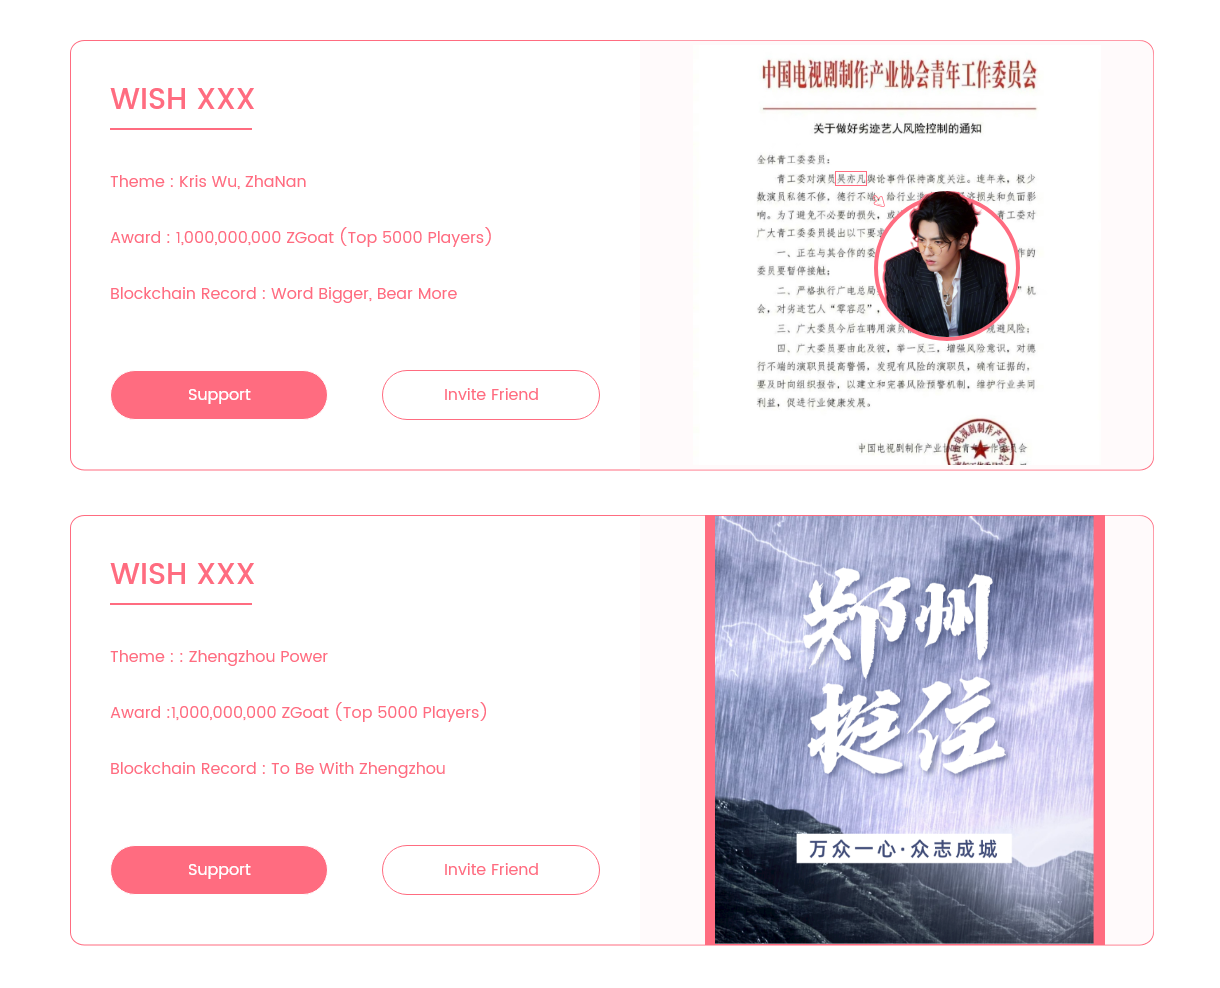 WISH XXX
Theme : Kris Wu, ZhaNan
Award : 1,000,000,000 ZGoat (Top 5000 Players)
Blockchain Record : Word Bigger, Bear More
Support
Invite Friend
中国电视剧制作产业协会青年工作委员会
关于做好劣迹艺人风险控制的通知
全体青工委委员：
青工委对演员吴亦凡舆论事件保持高度关注。连年来，极少
数演员私德不修，德行不端，给行业造 经济损失和负面影
响。为了避免不必要的损失，或 青工委对
广大青工委委员提出以下要求
一、正在与其合作的委 作的
委员要暂停接触；
二、严格执行广电总局 ”机
会，对劣迹艺人“零容忍”，
三、广大委员今后在聘用演员 规避风险；
四、广大委员要由此及彼，举一反三，增强风险意识，对德
行不端的演职员提高警惕，发现有风险的演职员，确有证据的，
要及时向组织报告，以建立和完善风险预警机制，维护行业共同
利益，促进行业健康发展。
中国电视剧制作产业协会青年工作委员会
WISH XXX
Theme : : Zhengzhou Power
Award :1,000,000,000 ZGoat (Top 5000 Players)
Blockchain Record : To Be With Zhengzhou
Support
Invite Friend
郑州
挺住
万众一心·众志成城